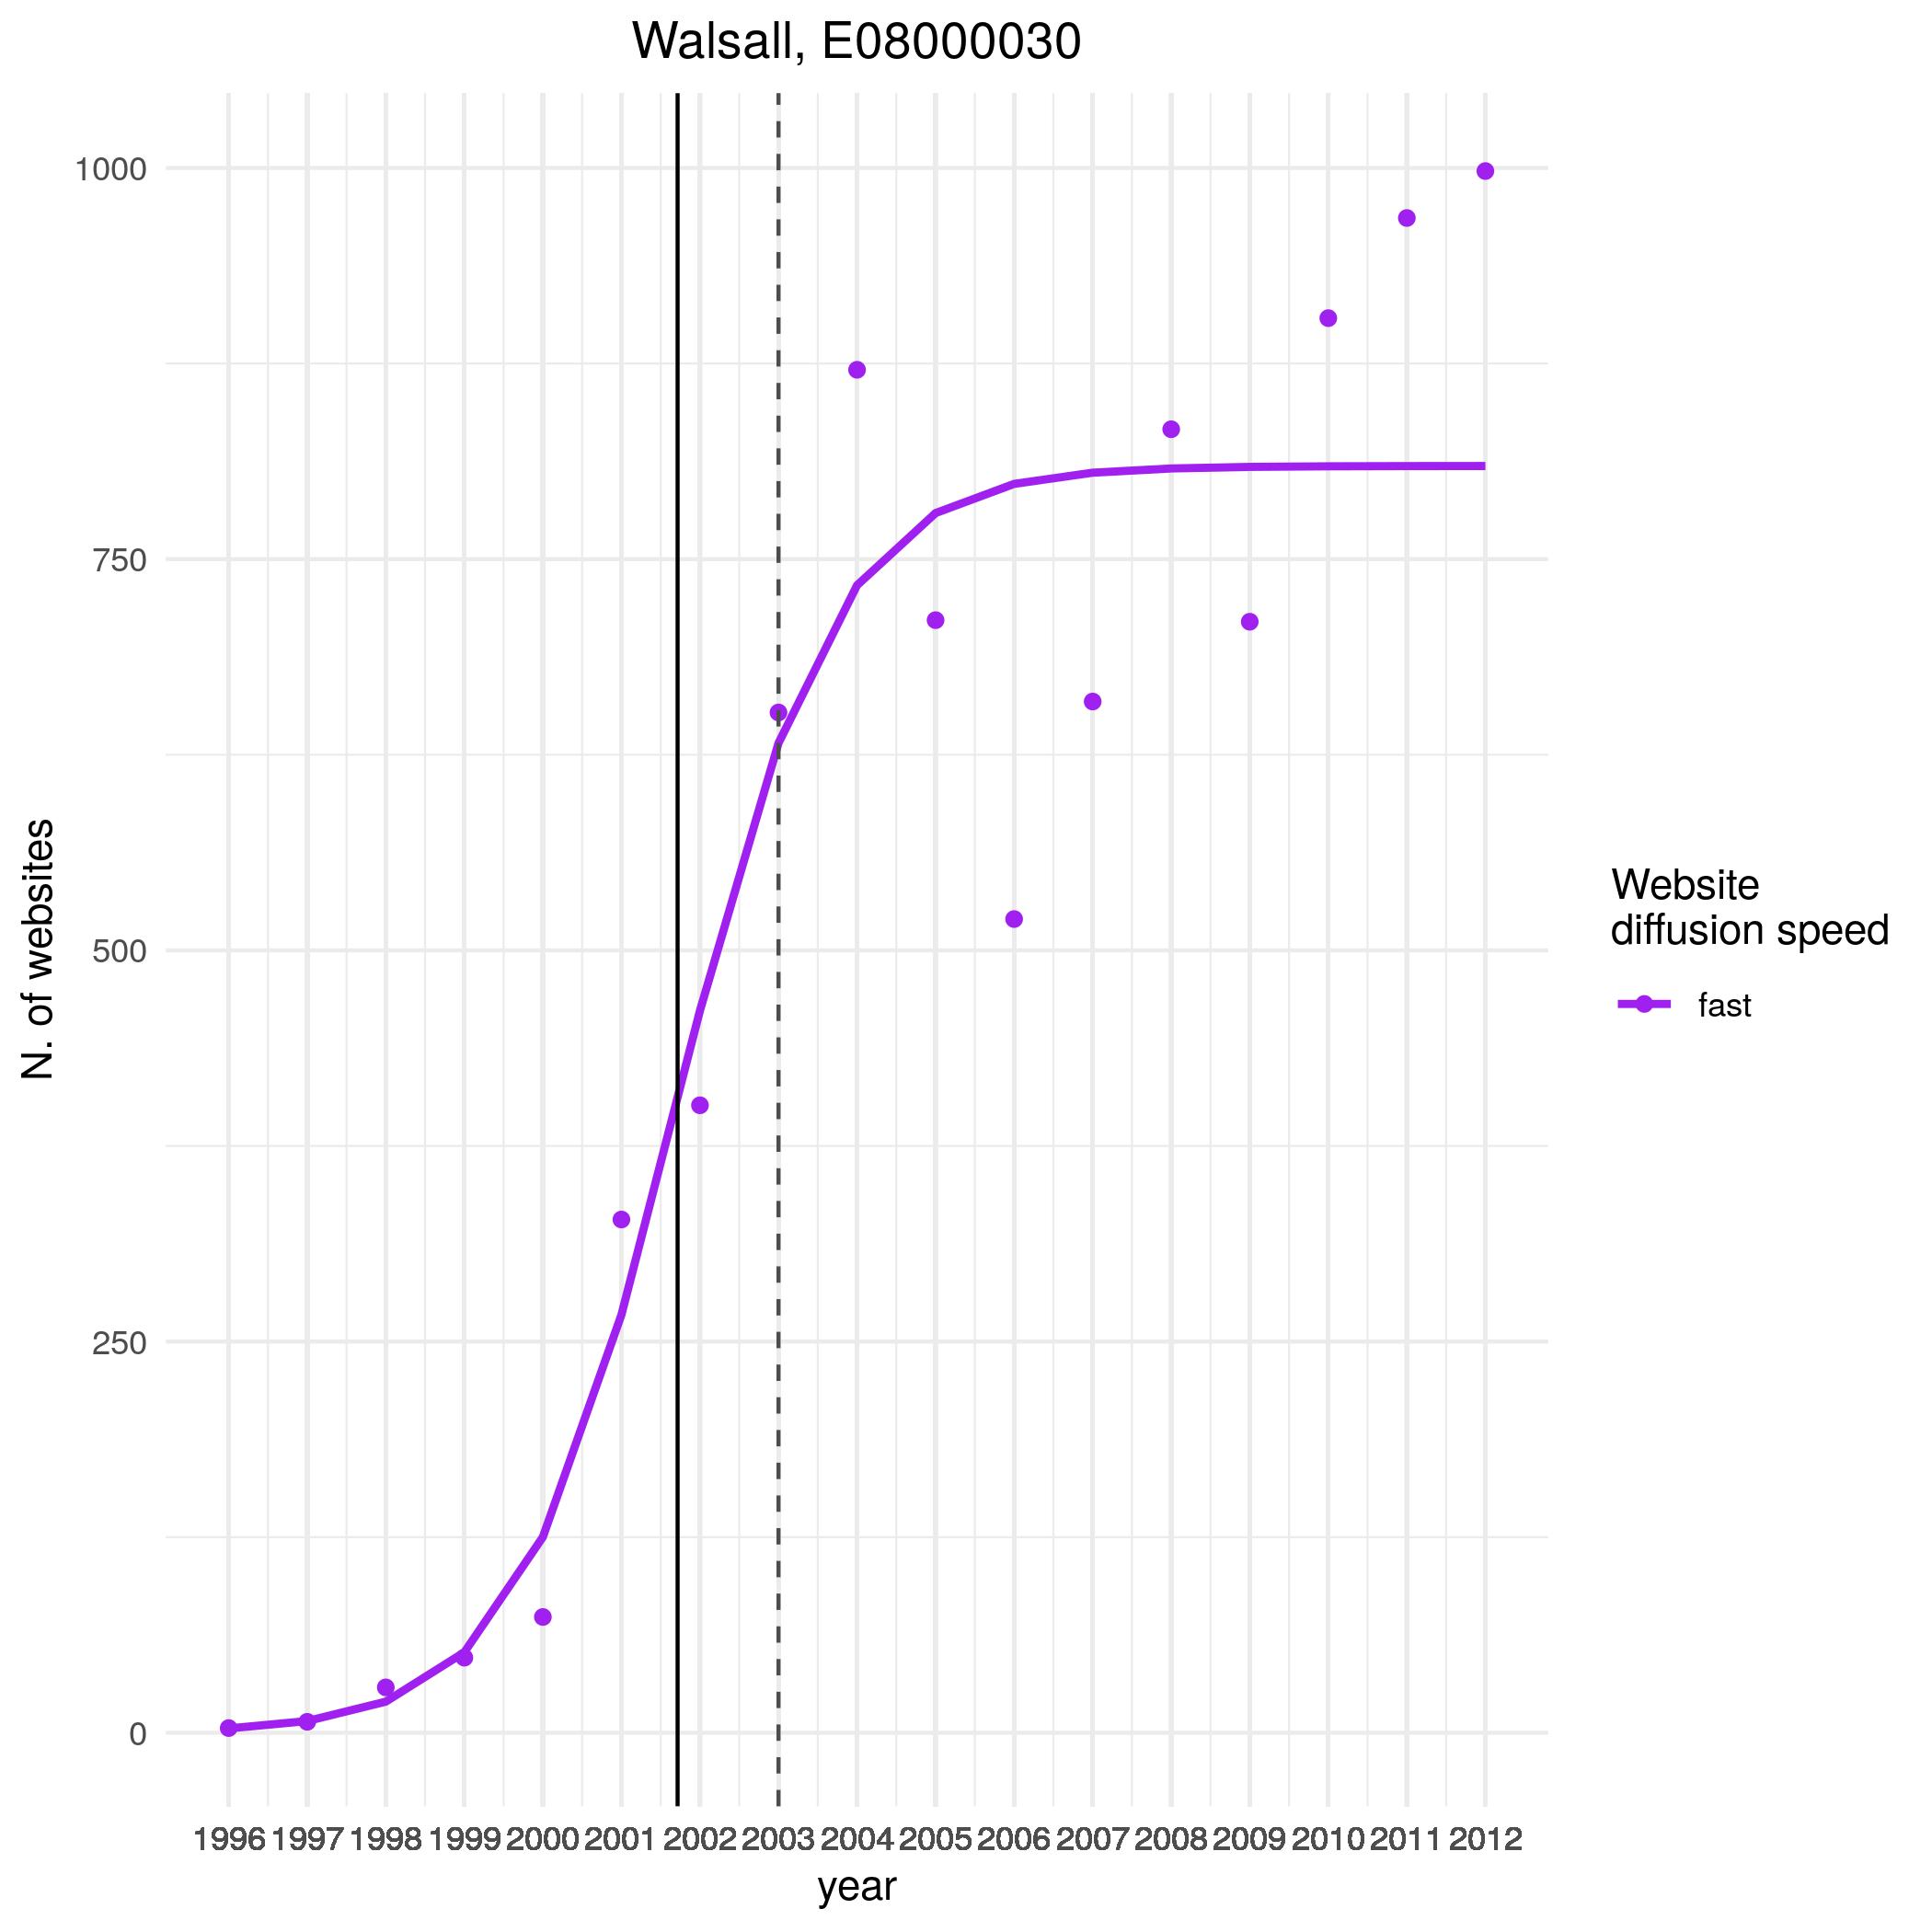 Walsall, E08000030
1000
750
500
250
0
N. of websites
1996 1997 1998 1999 2000 2001 2002 2003 2004 2005 2006 2007 2008 2009 2010 2011 2012
year
Website
diffusion speed
fast